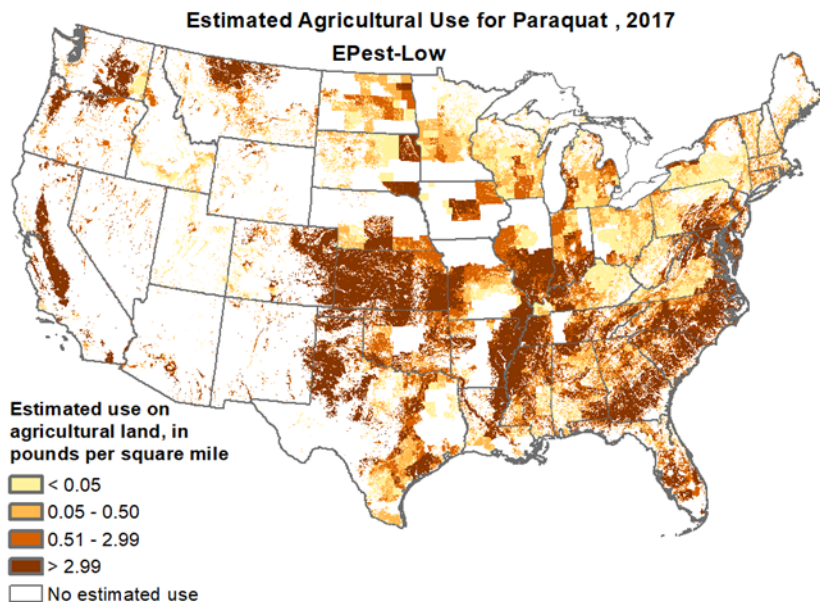 Estimated Agricultural Use for Paraquat , 2017
EPest-Low
Estimated use on
agricultural land, in
pounds per square mile
< 0.05
0.05 - 0.50
0.51 - 2.99
> 2.99
No estimated use